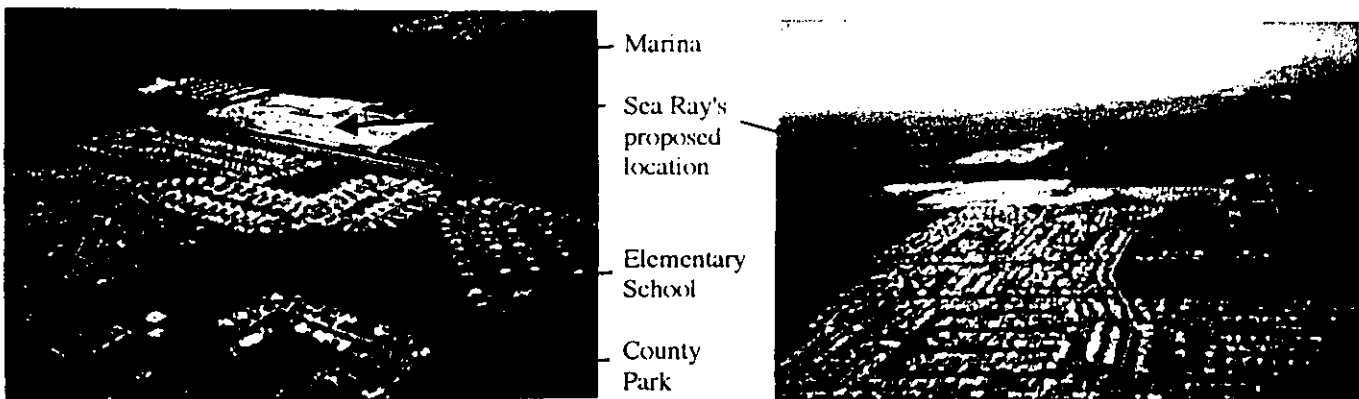 Marina
Sea Ray's
proposed
location
Elementary
School
County
Park